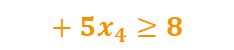 + 5x₄ ≥ 8